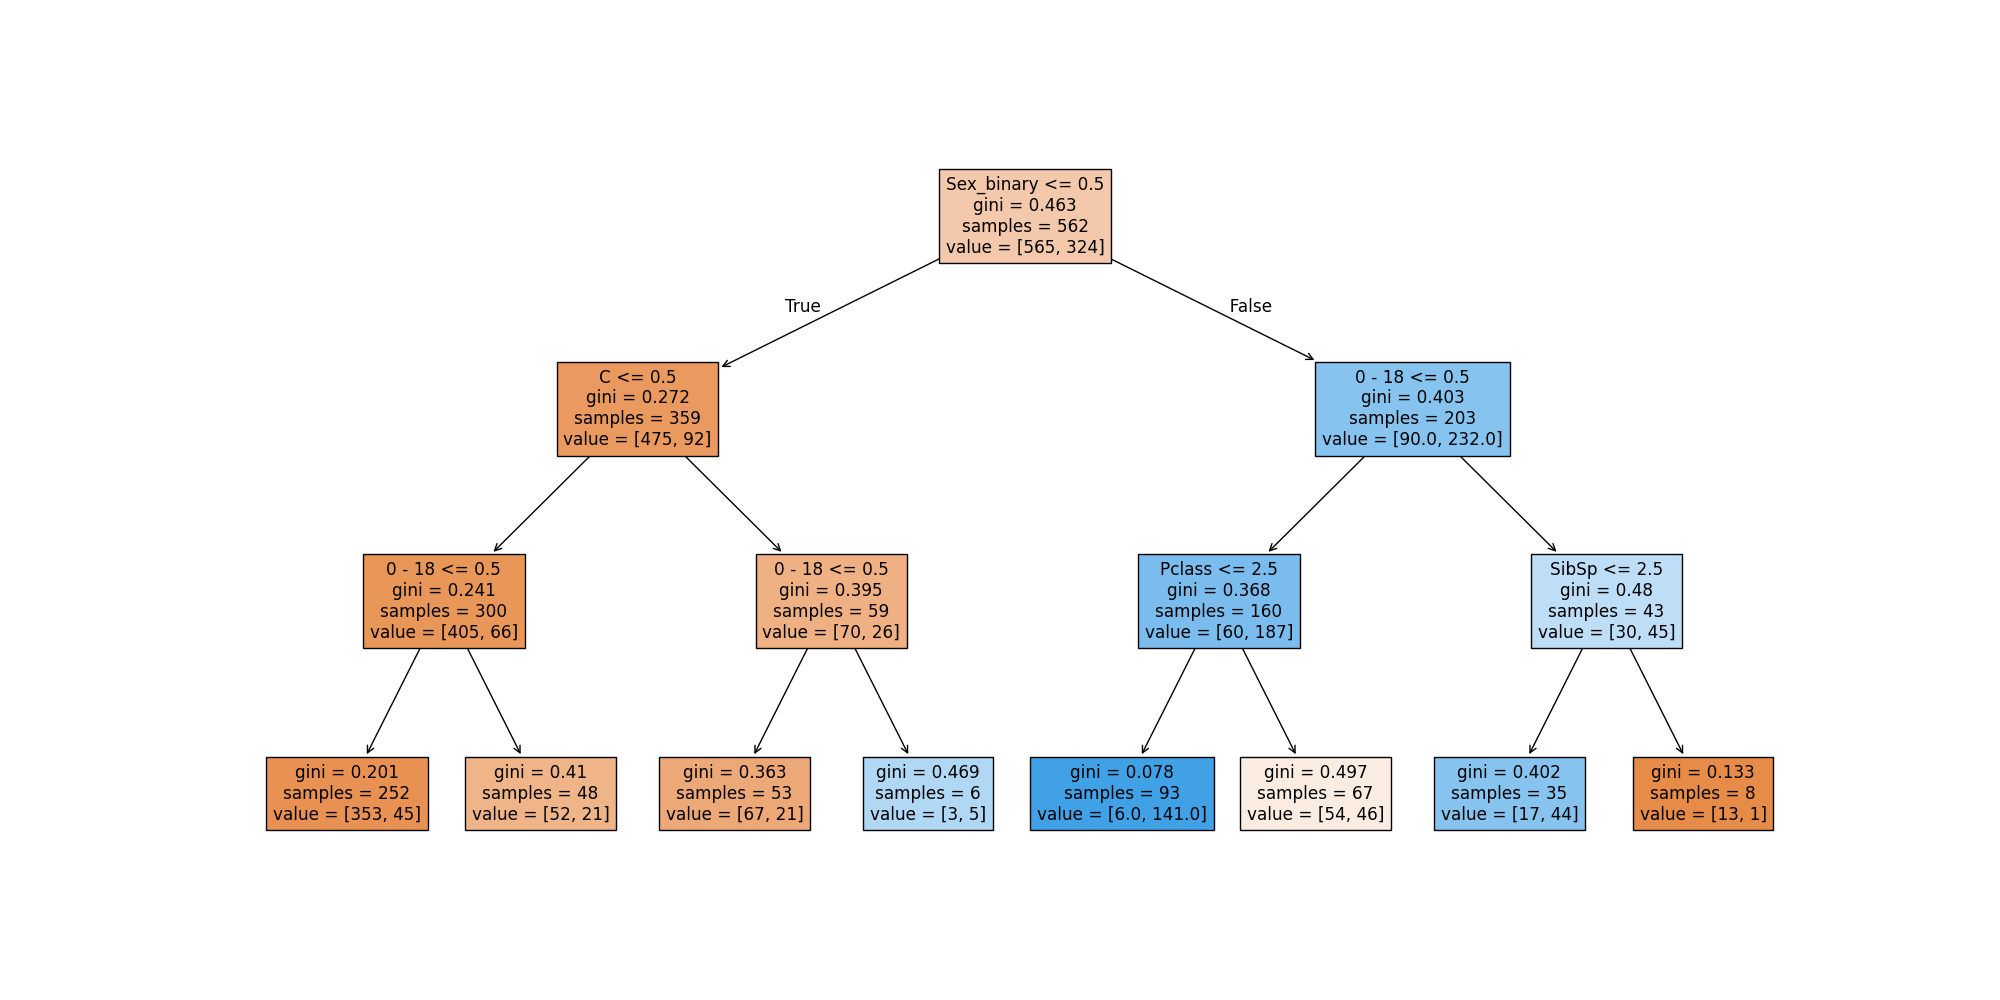 Sex_binary <= 0.5
gini = 0.463
samples = 562
value = [565, 324]
True
False
C <= 0.5
gini = 0.272
samples = 359
value = [475, 92]
0 - 18 <= 0.5
gini = 0.403
samples = 203
value = [90.0, 232.0]
0 - 18 <= 0.5
gini = 0.241
samples = 300
value = [405, 66]
0 - 18 <= 0.5
gini = 0.395
samples = 59
value = [70, 26]
Pclass <= 2.5
gini = 0.368
samples = 160
value = [60, 187]
SibSp <= 2.5
gini = 0.48
samples = 43
value = [30, 45]
gini = 0.201
samples = 252
value = [353, 45]
gini = 0.41
samples = 48
value = [52, 21]
gini = 0.363
samples = 53
value = [67, 21]
gini = 0.469
samples = 6
value = [3, 5]
gini = 0.078
samples = 93
value = [6.0, 141.0]
gini = 0.497
samples = 67
value = [54, 46]
gini = 0.402
samples = 35
value = [17, 44]
gini = 0.133
samples = 8
value = [13, 1]